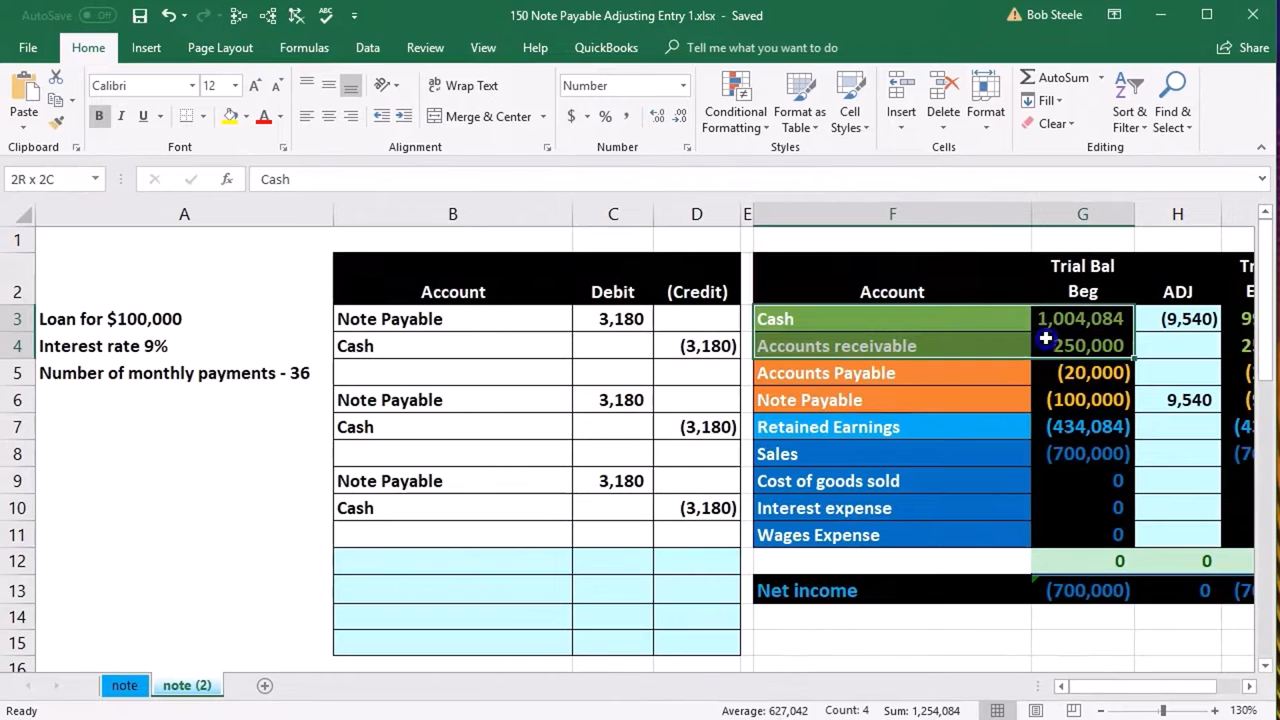 AutoSave Off 150 Note Payable Adjusting Entry 1.xlsx - Saved Bob Steele
File Home Insert Page Layout Formulas Data Review View Help QuickBooks Tell me what you want to do Share
Paste Calibri 12 A A Wrap Text Number Conditional Formatting Format as Table Cell Styles Insert Delete Format AutoSum Sort & Filter Find & Select
B I U A Merge & Center $ % , Fill
Clear
Clipboard Font Alignment Number Styles Cells Editing
2R x 2C fx Cash
A B C D E F G H
1
2 Account Debit (Credit) Account Trial Bal Beg ADJ
3 Loan for $100,000 Note Payable 3,180 Cash 1,004,084 (9,540)
4 Interest rate 9% Cash (3,180) Accounts receivable 250,000
5 Number of monthly payments - 36 Accounts Payable (20,000)
6 Note Payable 3,180 Note Payable (100,000) 9,540
7 Cash (3,180) Retained Earnings (434,084)
8 Sales (700,000)
9 Note Payable 3,180 Cost of goods sold 0
10 Cash (3,180) Interest expense 0
11 Wages Expense 0
12 0 0
13 Net income (700,000) 0
14
15
16
note note (2)
Ready Average: 627,042 Count: 4 Sum: 1,254,084 130%